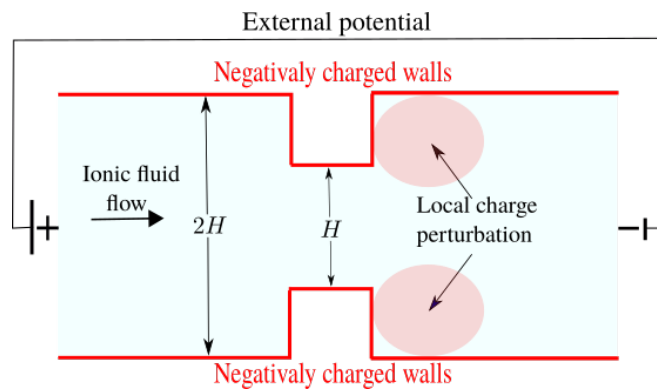 External potential
Negativaly charged walls
Ionic fluid
flow
2H
H
Local charge
perturbation
+
−
Negativaly charged walls